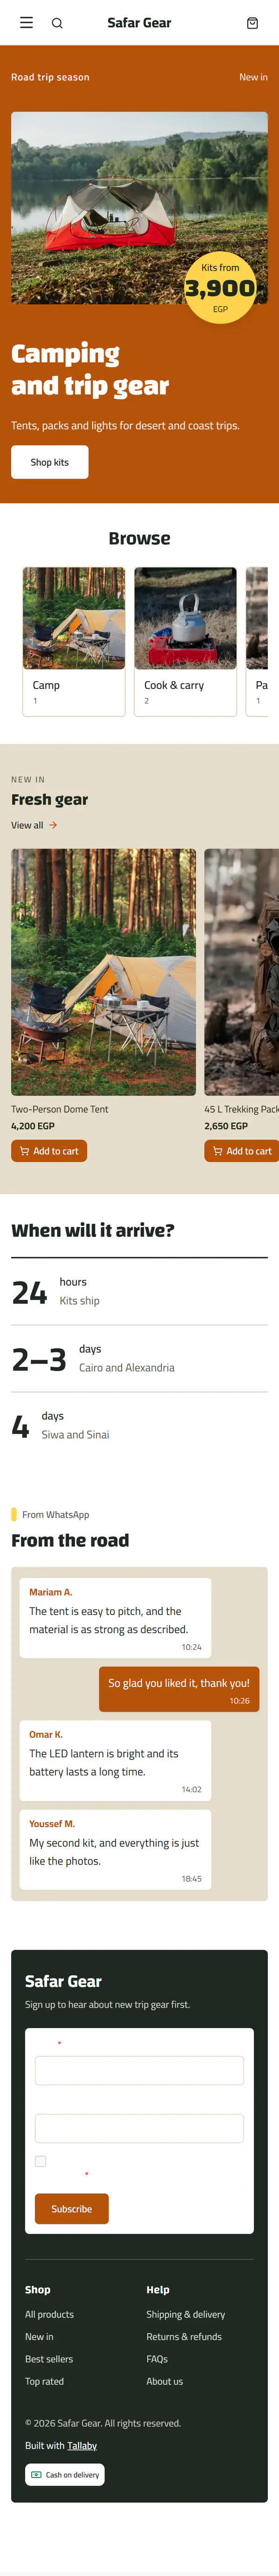 Safar Gear
Road trip season
New in
Kits from
3,900
EGP
Camping
and trip gear
Tents, packs and lights for desert and coast trips.
Shop kits
Browse
Camp
1
Cook & carry
2
Pa
1
NEW IN
Fresh gear
View all
Two-Person Dome Tent
4,200 EGP
Add to cart
45 L Trekking Pack
2,650 EGP
Add to cart
When will it arrive?
24
hours
Kits ship
2–3
days
Cairo and Alexandria
4
days
Siwa and Sinai
From WhatsApp
From the road
Mariam A.
The tent is easy to pitch, and the
material is as strong as described.
10:24
So glad you liked it, thank you!
10:26
Omar K.
The LED lantern is bright and its
battery lasts a long time.
14:02
Youssef M.
My second kit, and everything is just
like the photos.
18:45
Safar Gear
Sign up to hear about new trip gear first.
*
*
Subscribe
Shop
All products
New in
Best sellers
Top rated
Help
Shipping & delivery
Returns & refunds
FAQs
About us
© 2026 Safar Gear. All rights reserved.
Built with Tallaby
Cash on delivery